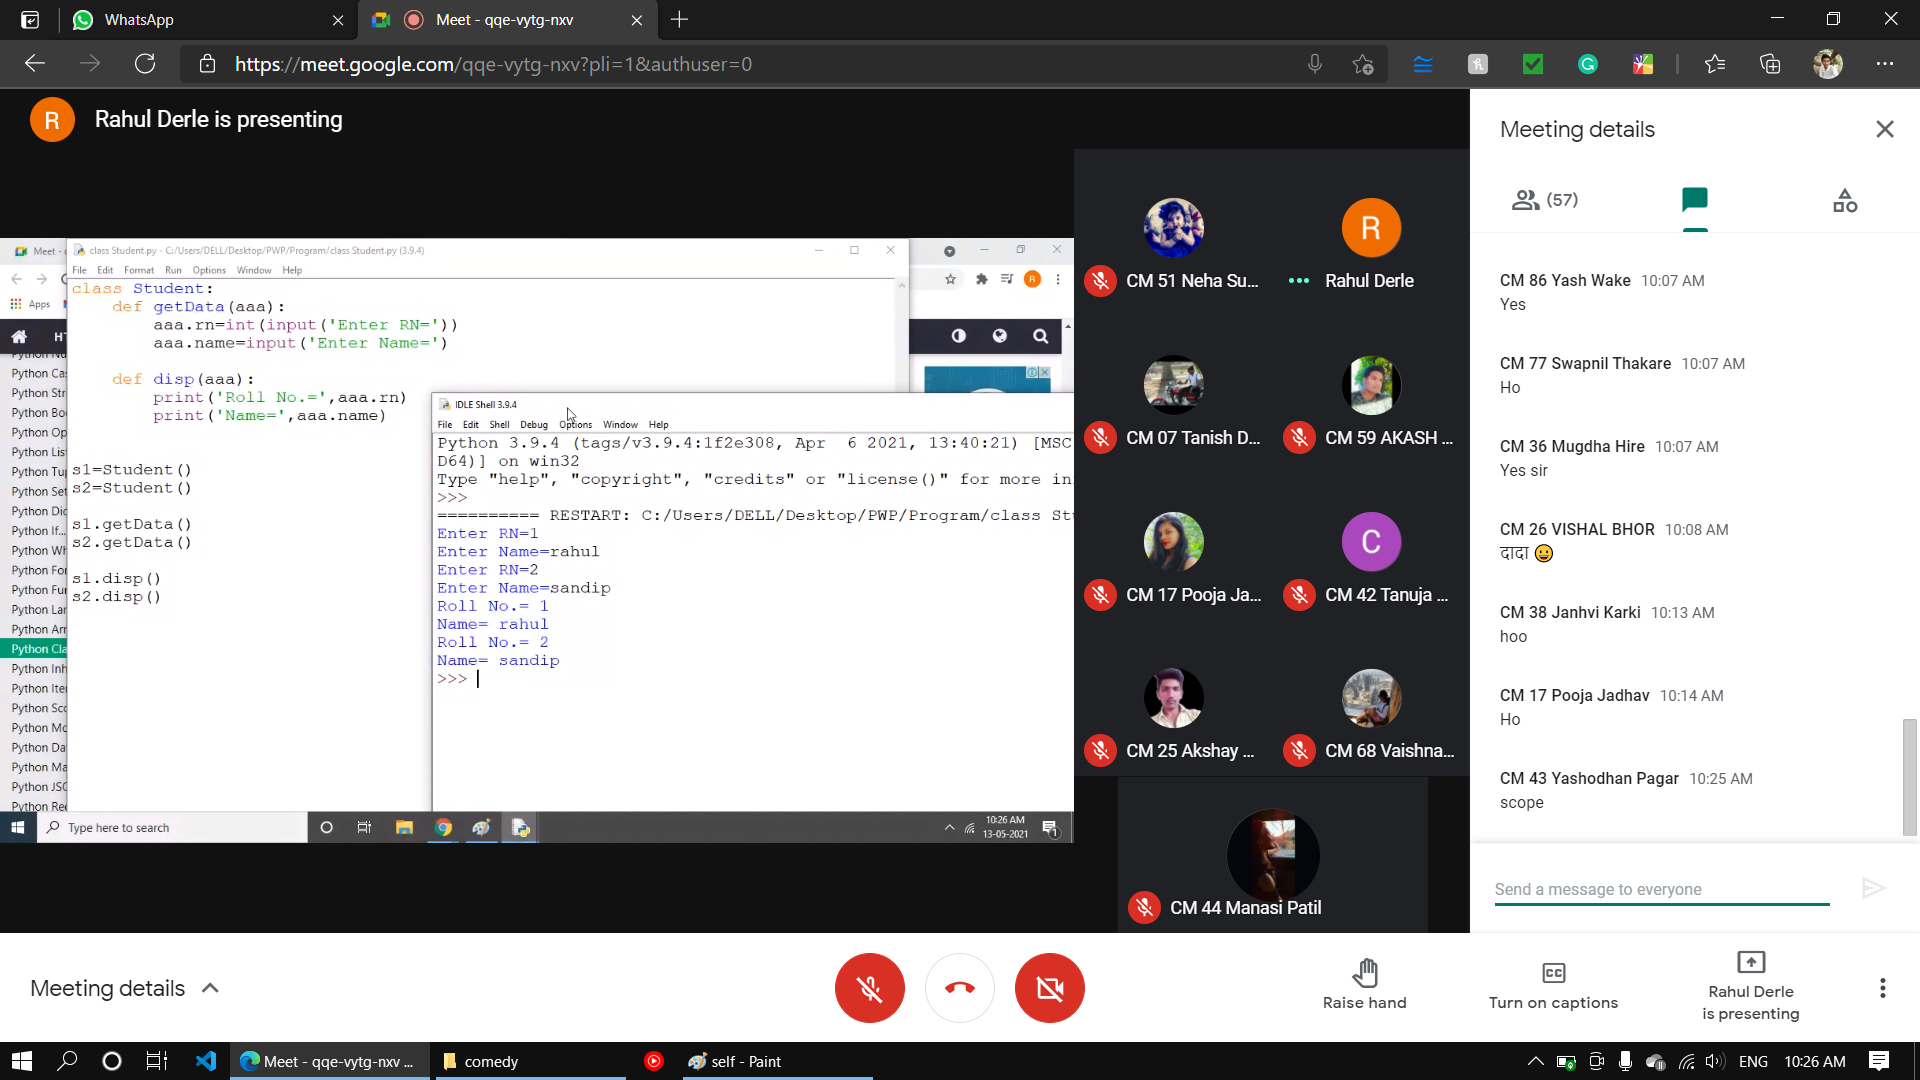 WhatsApp
Meet - qqe-vytg-nxv
https://meet.google.com/qqe-vytg-nxv?pli=1&authuser=0
R
Rahul Derle is presenting
Meet -
class Student.py - C:/Users/DELL/Desktop/PWP/Program/class Student.py (3.9.4)
File Edit Format Run Options Window Help
Apps
class Student:
def getData(aaa):
aaa.rn=int(input('Enter RN='))
aaa.name=input('Enter Name=')
def disp(aaa):
print('Roll No.=',aaa.rn)
print('Name=',aaa.name)
s1=Student()
s2=Student()
s1.getData()
s2.getData()
s1.disp()
s2.disp()
Python Nu
Python Cas
Python Stri
Python Boo
Python Op
Python List
Python Tup
Python Set
Python Dic
Python If...
Python Wh
Python For
Python Fun
Python Lan
Python Arr
Python Cla
Python Inh
Python Iter
Python Sco
Python Mo
Python Dat
Python Ma
Python JSO
Python Reg
IDLE Shell 3.9.4
File Edit Shell Debug Options Window Help
Python 3.9.4 (tags/v3.9.4:1f2e308, Apr  6 2021, 13:40:21) [MSC
D64)] on win32
Type "help", "copyright", "credits" or "license()" for more in
>>>
========== RESTART: C:/Users/DELL/Desktop/PWP/Program/class St
Enter RN=1
Enter Name=rahul
Enter RN=2
Enter Name=sandip
Roll No.= 1
Name= rahul
Roll No.= 2
Name= sandip
>>>
Type here to search
10:26 AM
13-05-2021
CM 51 Neha Su...
R
Rahul Derle
CM 07 Tanish D...
CM 59 AKASH ...
CM 17 Pooja Ja...
C
CM 42 Tanuja ...
CM 25 Akshay ...
CM 68 Vaishna...
CM 44 Manasi Patil
Meeting details
(57)
CM 86 Yash Wake 10:07 AM
Yes
CM 77 Swapnil Thakare 10:07 AM
Ho
CM 36 Mugdha Hire 10:07 AM
Yes sir
CM 26 VISHAL BHOR 10:08 AM
दादा 😀
CM 38 Janhvi Karki 10:13 AM
hoo
CM 17 Pooja Jadhav 10:14 AM
Ho
CM 43 Yashodhan Pagar 10:25 AM
scope
Send a message to everyone
Meeting details
Raise hand
Turn on captions
Rahul Derle
is presenting
Meet - qqe-vytg-nxv ...
comedy
self - Paint
ENG
10:26 AM